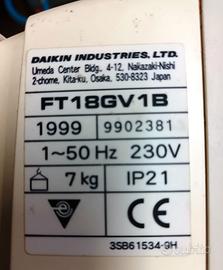 DAIKIN INDUSTRIES, LTD.
Umeda Center Bldg., 4-12, Nakazaki-Nishi
2-chome, Kita-ku, Osaka, 530-8323 Japan
FT18GV1B
1999 9902381
1~50 Hz 230V
7 kg IP21
3SB61534-9H
subito